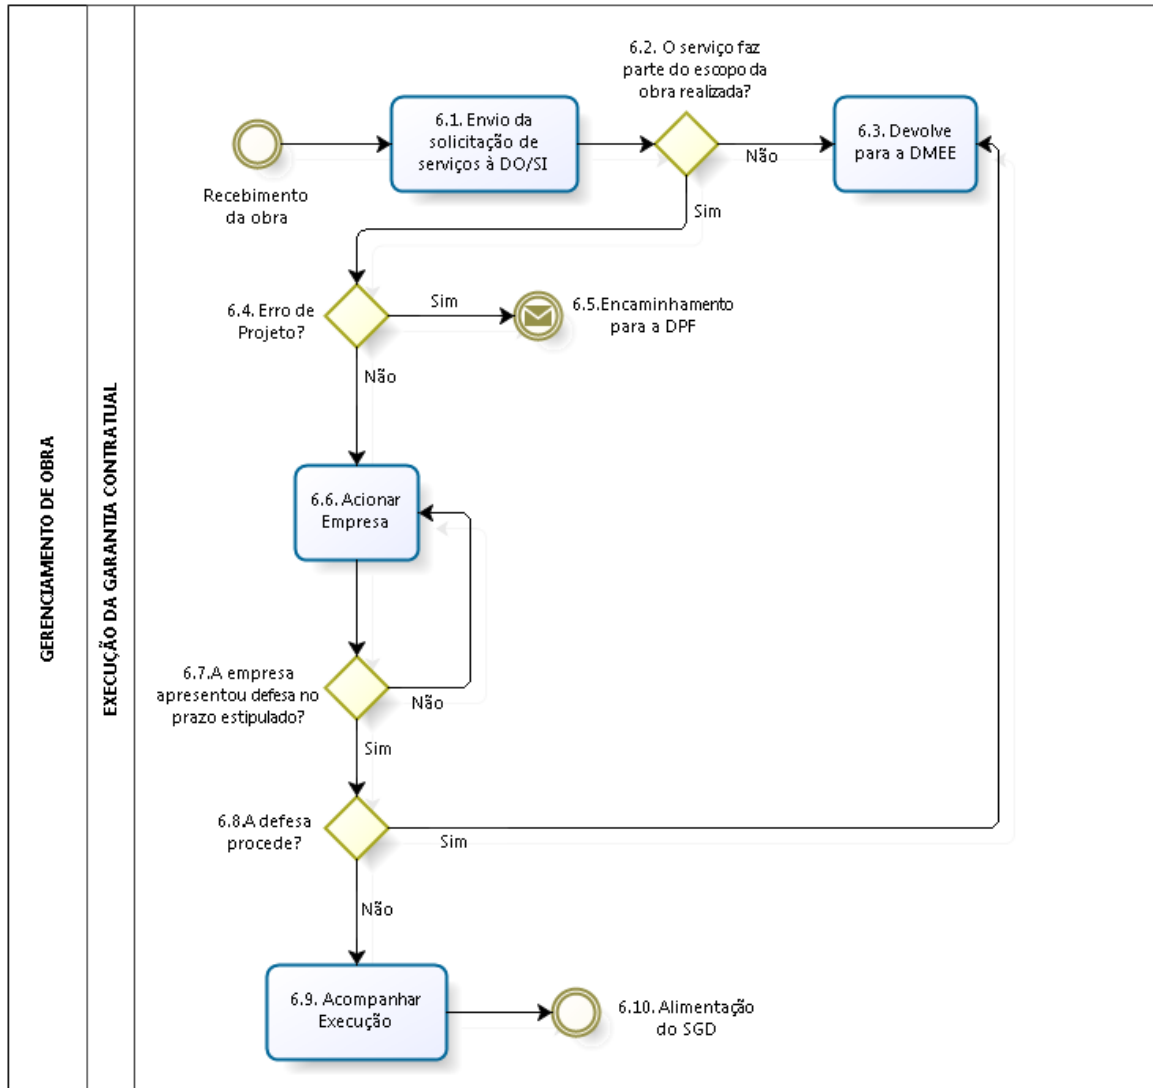 GERENCIAMENTO DE OBRA
EXECUÇÃO DA GARANTIA CONTRATUAL
Recebimento
da obra
6.1. Envio da
solicitação de
serviços à DO/SI
6.2. O serviço faz
parte do escopo da
obra realizada?
Não
Sim
6.3. Devolve
para a DMEE
6.4. Erro de
Projeto?
Sim
Não
6.5.Encaminhamento
para a DPF
6.6. Acionar
Empresa
6.7.A empresa
apresentou defesa no
prazo estipulado?
Não
Sim
6.8.A defesa
procede?
Sim
Não
6.9. Acompanhar
Execução
6.10. Alimentação
do SGD